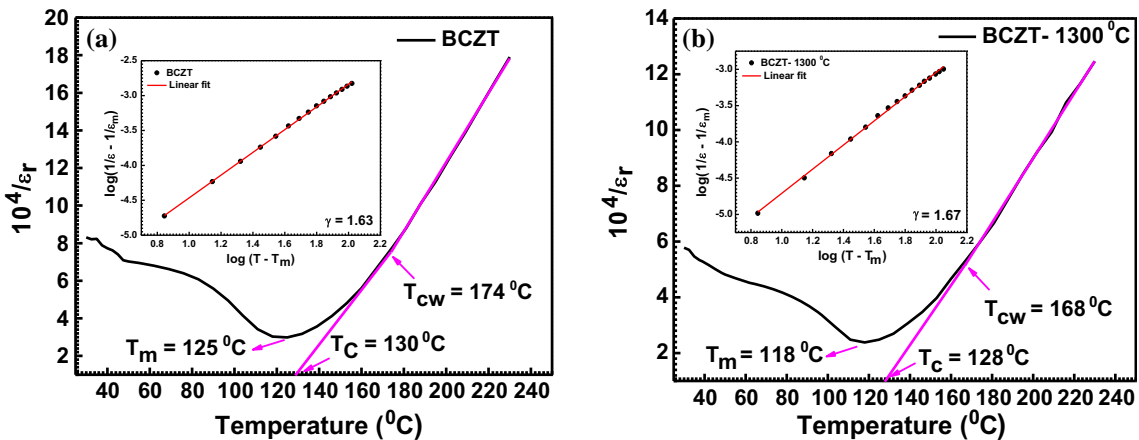 (a)
BCZT
20
18
16
14
12
10
8
6
4
2
10⁴/εr
40 60 80 100 120 140 160 180 200 220 240
Temperature (⁰C)
Tm = 125 ⁰C
TC = 130 ⁰C
Tcw = 174 ⁰C
BCZT
Linear fit
-2.5
-3.0
-3.5
-4.0
-4.5
-5.0
log(1/ε - 1/εm)
0.8 1.0 1.2 1.4 1.6 1.8 2.0 2.2
log (T - Tm)
γ = 1.63
(b)
BCZT- 1300 ⁰C
14
12
10
8
6
4
2
10⁴/εr
40 60 80 100 120 140 160 180 200 220 240
Temperature (⁰C)
Tm = 118 ⁰C
Tc = 128⁰C
Tcw = 168⁰C
BCZT- 1300 ⁰C
Linear fit
-3.0
-3.5
-4.0
-4.5
-5.0
log(1/ε - 1/εm)
0.8 1.0 1.2 1.4 1.6 1.8 2.0 2.2
log (T - Tm)
γ = 1.67